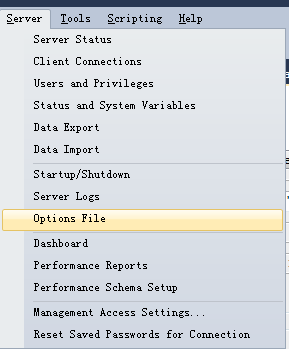 Server Tools Scripting Help
Server Status
Client Connections
Users and Privileges
Status and System Variables
Data Export
Data Import
Startup/Shutdown
Server Logs
Options File
Dashboard
Performance Reports
Performance Schema Setup
Management Access Settings...
Reset Saved Passwords for Connection